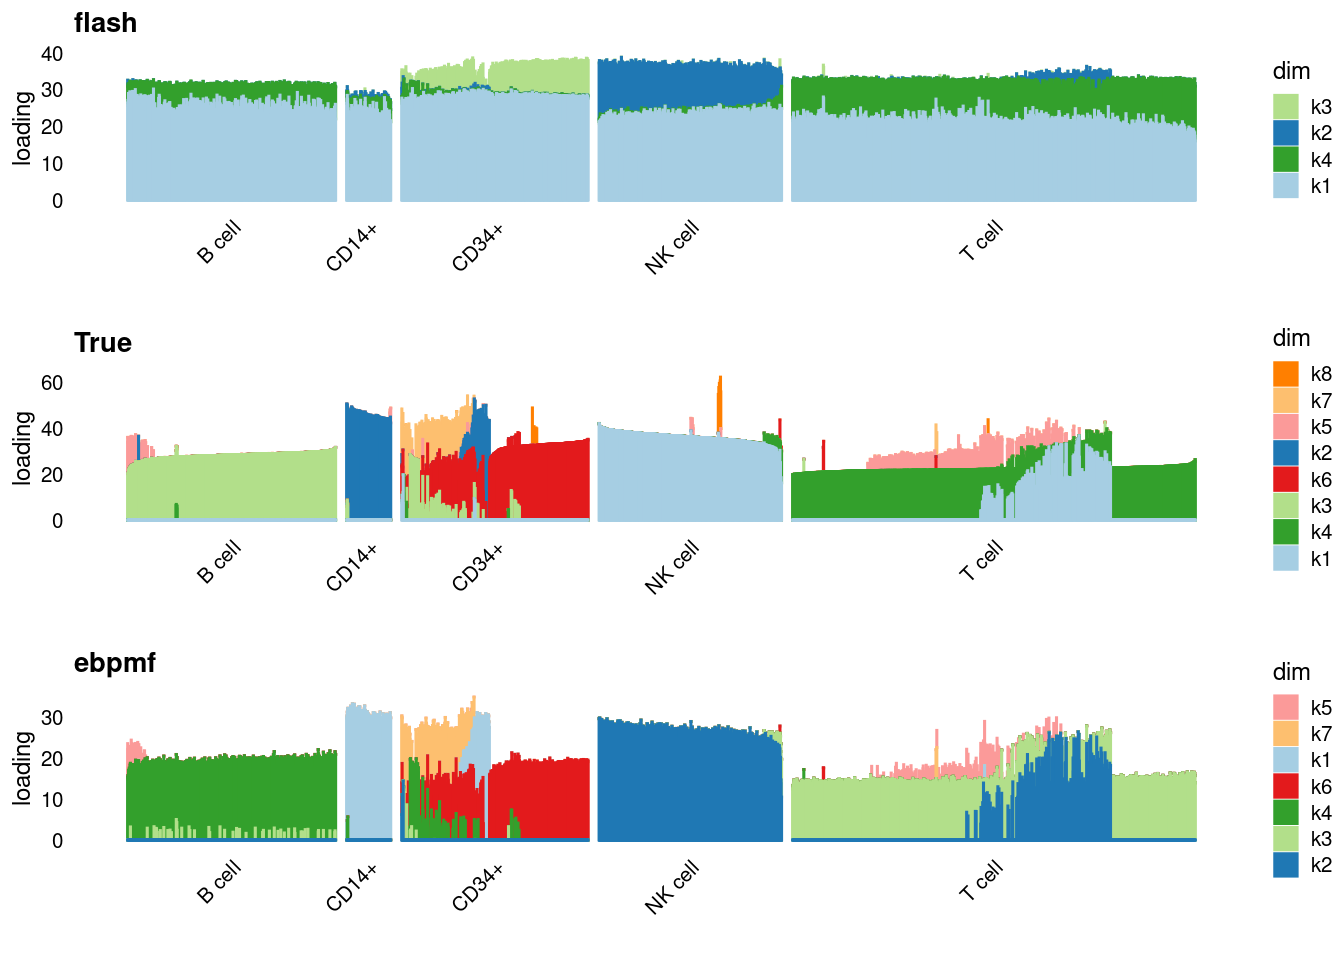 flash
40
30
20
10
0
loading
B cell
CD14+
CD34+
NK cell
T cell
dim
k3
k2
k4
k1
True
60
40
20
0
loading
B cell
CD14+
CD34+
NK cell
T cell
dim
k8
k7
k5
k2
k6
k3
k4
k1
ebpmf
30
20
10
0
loading
B cell
CD14+
CD34+
NK cell
T cell
dim
k5
k7
k1
k6
k4
k3
k2